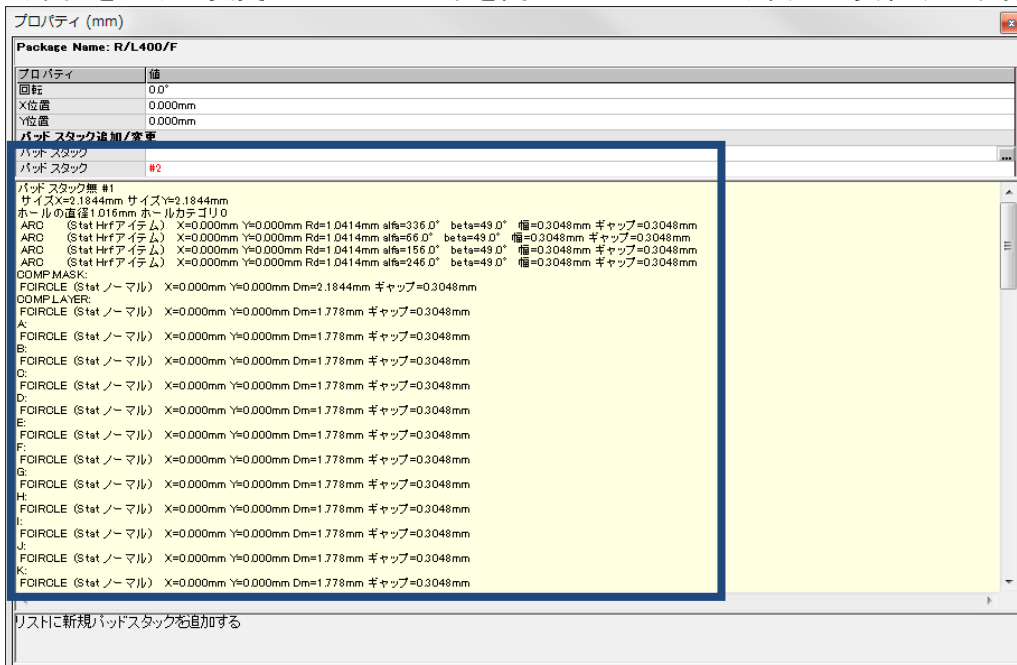 プロパティ (mm)
Package Name: R/L400/F
プロパティ 値
回転 0.0°
X位置 0.000mm
Y位置 0.000mm
パッド スタック追加/変更
パッド スタック ...
パッド スタック #2
パッド スタック無 #1
サイズX=2.1844mm サイズY=2.1844mm
ホールの直径1.016mm ホールカテゴリ 0
ARC (Stat Hrfアイテム) X=0.000mm Y=0.000mm Rd=1.0414mm alfa=336.0° beta=49.0° 幅=0.3048mm ギャップ=0.3048mm
ARC (Stat Hrfアイテム) X=0.000mm Y=0.000mm Rd=1.0414mm alfa=66.0° beta=49.0° 幅=0.3048mm ギャップ=0.3048mm
ARC (Stat Hrfアイテム) X=0.000mm Y=0.000mm Rd=1.0414mm alfa=156.0° beta=49.0° 幅=0.3048mm ギャップ=0.3048mm
ARC (Stat Hrfアイテム) X=0.000mm Y=0.000mm Rd=1.0414mm alfa=246.0° beta=49.0° 幅=0.3048mm ギャップ=0.3048mm
COMP.MASK:
FCIRCLE (Stat ノーマル) X=0.000mm Y=0.000mm Dm=2.1844mm ギャップ=0.3048mm
COMP.LAYER:
FCIRCLE (Stat ノーマル) X=0.000mm Y=0.000mm Dm=1.778mm ギャップ=0.3048mm
A:
FCIRCLE (Stat ノーマル) X=0.000mm Y=0.000mm Dm=1.778mm ギャップ=0.3048mm
B:
FCIRCLE (Stat ノーマル) X=0.000mm Y=0.000mm Dm=1.778mm ギャップ=0.3048mm
C:
FCIRCLE (Stat ノーマル) X=0.000mm Y=0.000mm Dm=1.778mm ギャップ=0.3048mm
D:
FCIRCLE (Stat ノーマル) X=0.000mm Y=0.000mm Dm=1.778mm ギャップ=0.3048mm
E:
FCIRCLE (Stat ノーマル) X=0.000mm Y=0.000mm Dm=1.778mm ギャップ=0.3048mm
F:
FCIRCLE (Stat ノーマル) X=0.000mm Y=0.000mm Dm=1.778mm ギャップ=0.3048mm
G:
FCIRCLE (Stat ノーマル) X=0.000mm Y=0.000mm Dm=1.778mm ギャップ=0.3048mm
H:
FCIRCLE (Stat ノーマル) X=0.000mm Y=0.000mm Dm=1.778mm ギャップ=0.3048mm
I:
FCIRCLE (Stat ノーマル) X=0.000mm Y=0.000mm Dm=1.778mm ギャップ=0.3048mm
J:
FCIRCLE (Stat ノーマル) X=0.000mm Y=0.000mm Dm=1.778mm ギャップ=0.3048mm
K:
FCIRCLE (Stat ノーマル) X=0.000mm Y=0.000mm Dm=1.778mm ギャップ=0.3048mm
リストに新規パッドスタックを追加する